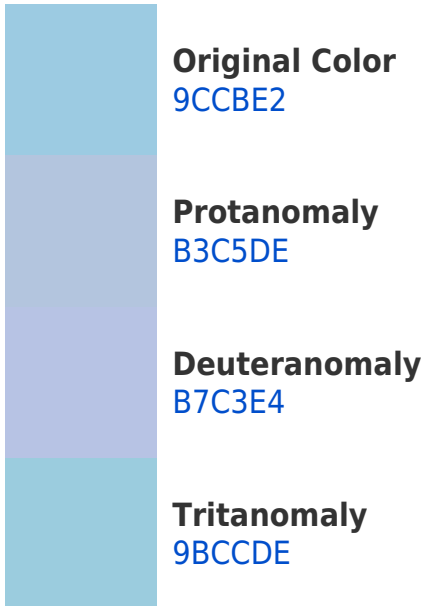 Original Color
9CCBE2
Protanomaly
B3C5DE
Deuteranomaly
B7C3E4
Tritanomaly
9BCCDE